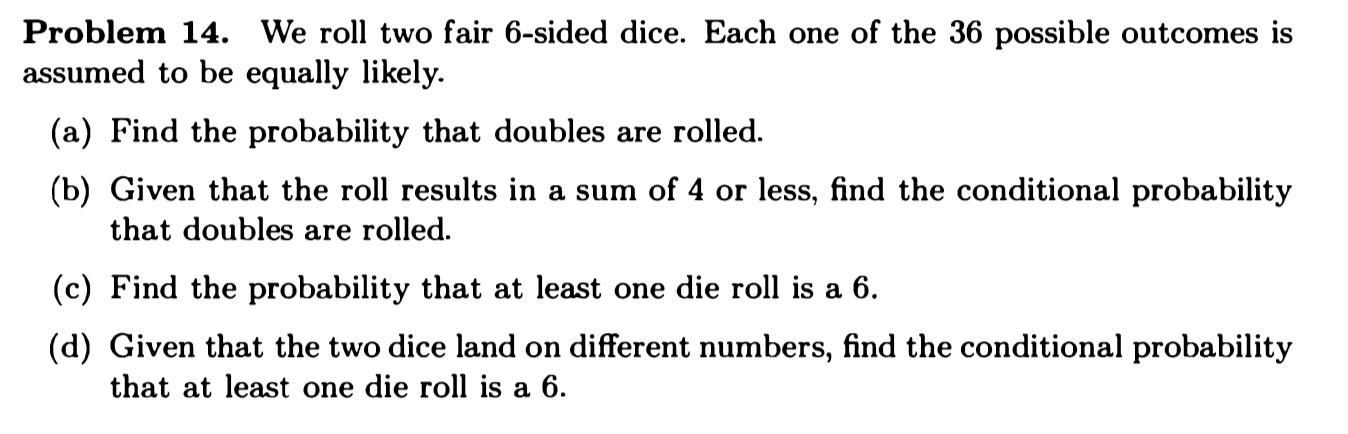 Problem 14. We roll two fair 6-sided dice. Each one of the 36 possible outcomes is
assumed to be equally likely.
(a) Find the probability that doubles are rolled.
(b) Given that the roll results in a sum of 4 or less, find the conditional probability
that doubles are rolled.
(c) Find the probability that at least one die roll is a 6.
(d) Given that the two dice land on different numbers, find the conditional probability
that at least one die roll is a 6.